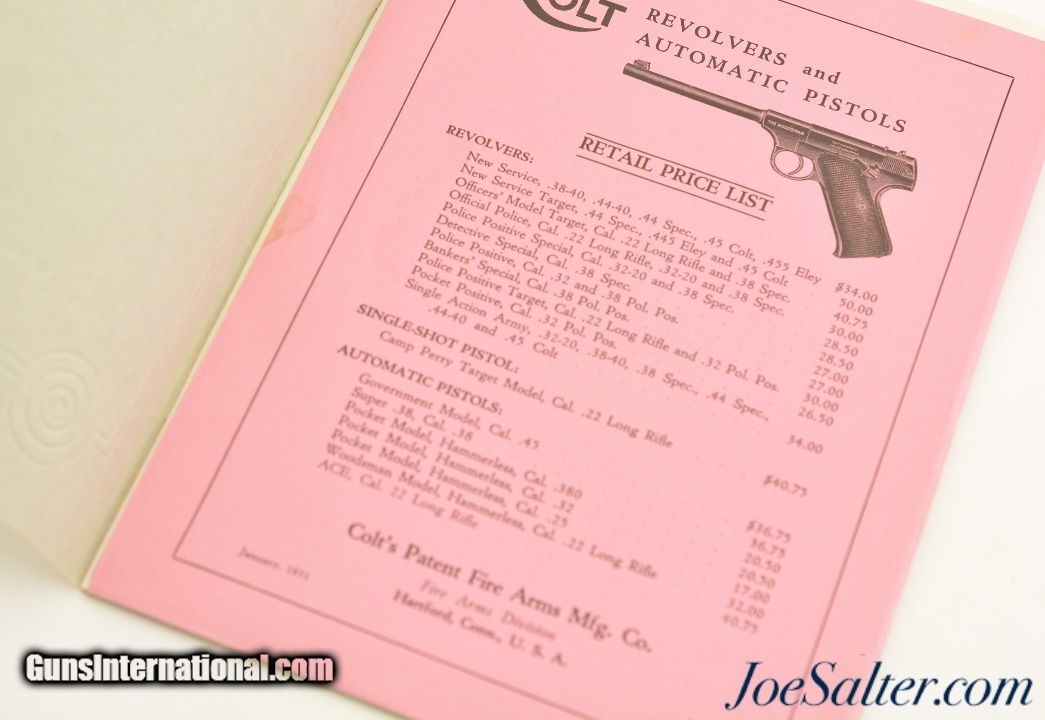 COLT
REVOLVERS and
AUTOMATIC PISTOLS
THE WOODSMAN
RETAIL PRICE LIST
REVOLVERS:
New Service, .38-40, .44-40, .44 Spec., .45 Colt, .455 Eley $34.00
New Service Target, .44 Spec., .445 Eley and .45 Colt 50.00
Officers' Model Target, Cal. .22 Long Rifle and .38 Spec. 40.75
Official Police, Cal. .22 Long Rifle, .32-20 and .38 Spec. 30.00
Police Positive Special, Cal. .32-20 and .38 Spec. 28.50
Detective Special, Cal. .38 Spec. 28.50
Police Positive, Cal. .32 and .38 Pol. Pos. 27.00
Bankers' Special, Cal. .38 Pol. Pos. 27.00
Police Positive Target, Cal. .22 Long Rifle and .32 Pol. Pos. 30.00
Pocket Positive, Cal. .32 Pol. Pos. 26.50
Single Action Army, .32-20, .38-40, .38 Spec., .44 Spec.,
.44-40 and .45 Colt 34.00
SINGLE-SHOT PISTOL:
Camp Perry Target Model, Cal. .22 Long Rifle $40.75
AUTOMATIC PISTOLS:
Government Model, Cal. .45 $36.75
Super .38, Cal. .38 36.75
Pocket Model, Hammerless, Cal. .380 20.50
Pocket Model, Hammerless, Cal. .32 20.50
Pocket Model, Hammerless, Cal. .25 17.00
Woodsman Model, Hammerless, Cal. .22 Long Rifle 32.00
ACE, Cal. .22 Long Rifle 60.75
Colt's Patent Fire Arms Mfg. Co.
Fire Arms Division
Hartford, Conn., U. S. A.
January,
GunsInternational.com
JoeSalter.com